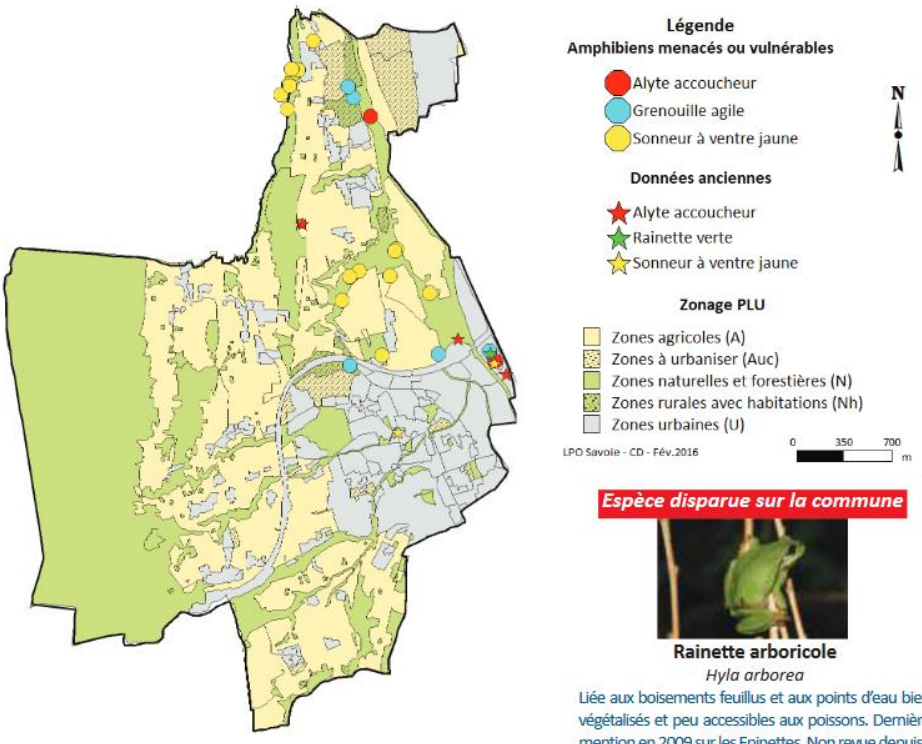 Légende
Amphibiens menacés ou vulnérables
Alyte accoucheur
Grenouille agile
Sonneur à ventre jaune
N
Données anciennes
Alyte accoucheur
Rainette verte
Sonneur à ventre jaune
Zonage PLU
Zones agricoles (A)
Zones à urbaniser (Auc)
Zones naturelles et forestières (N)
Zones rurales avec habitations (Nh)
Zones urbaines (U)
LPO Savoie - CD - Fév.2016
0 350 700
m
Espèce disparue sur la commune
Rainette arboricole
Hyla arborea
Liée aux boisements feuillus et aux points d'eau bie
végétalisés et peu accessibles aux poissons. Dernièr
mention en 2009 sur les Epinettes. Non revue depuis